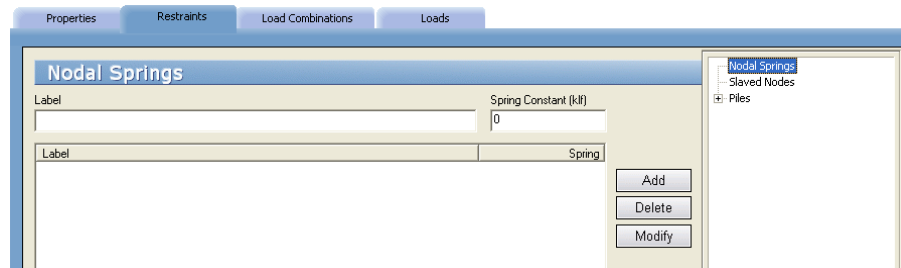 Properties Restraints Load Combinations Loads
Nodal Springs
Label Spring Constant (klf)
0
Label Spring
Add
Delete
Modify
Nodal Springs
Slaved Nodes
Piles